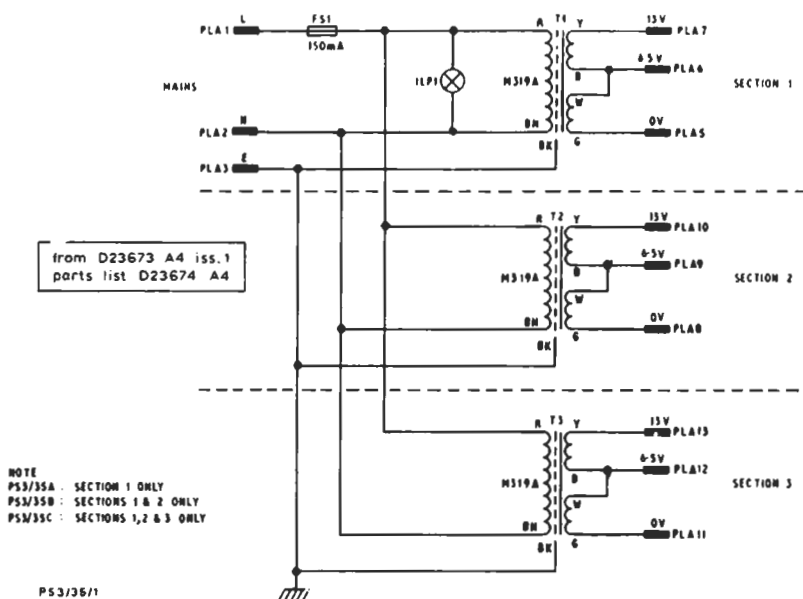 L
PLA1
FS1
150mA
R
T1
Y
13V
PLA7
MAINS
ILP1
M319A
B
6·5V
PLA6
SECTION 1
W
N
PLA2
BN
0V
PLA5
G
E
PLA3
BK
from D23673 A4 iss.1
parts list D23674 A4
R
T2
Y
13V
PLA10
M319A
B
6·5V
PLA9
SECTION 2
W
BN
0V
PLA8
G
BK
R
T3
Y
13V
PLA13
M319A
B
6·5V
PLA12
SECTION 3
W
BN
0V
PLA11
G
BK
NOTE
PS3/35A : SECTION 1 ONLY
PS3/35B : SECTIONS 1 & 2 ONLY
PS3/35C : SECTIONS 1,2 & 3 ONLY
PS3/35/1